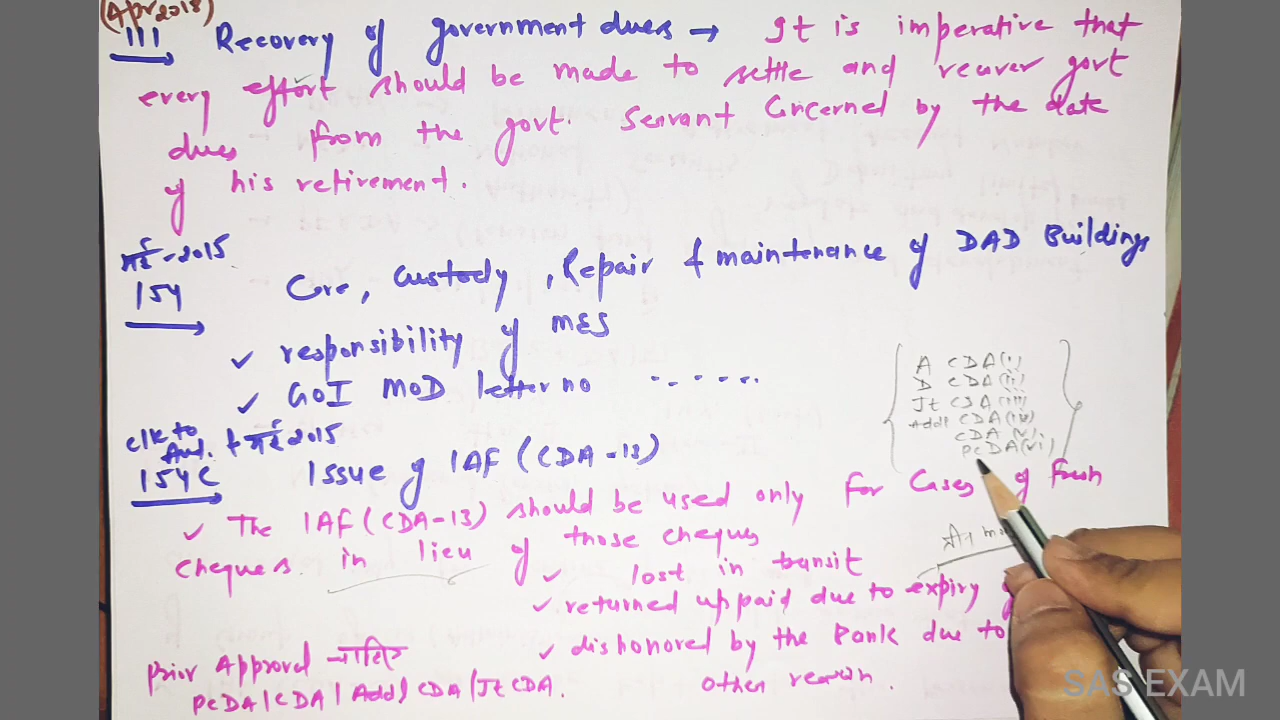 (Apr 2018)
111 Recovery of government dues → It is imperative that
every effort should be made to settle and recover govt
dues from the govt. Servant Concerned by the date
of his retirement.
2015
154 Care, Custody, Repair & maintenance of DAD Buildings
✓ responsibility of MES
✓ GOI MOD letter no .......
A CDA(i)
D CDA(ii)
Jt CDA(iii)
Addl CDA(iv)
CDA (v)
PCDA(vi)
clk to
Aud. + 2015
154C Issue of IAF (CDA-13)
✓ The IAF(CDA-13) should be used only for Cases of Fresh
cheques in lieu of those cheques
✓ lost in transit
✓ returned uppaid due to expiry
✓ dishonored by the Bank due to
other reason.
Prior Approval → चाहिए
PCDA/CDA/Addl CDA/Jt CDA.
SAS EXAM